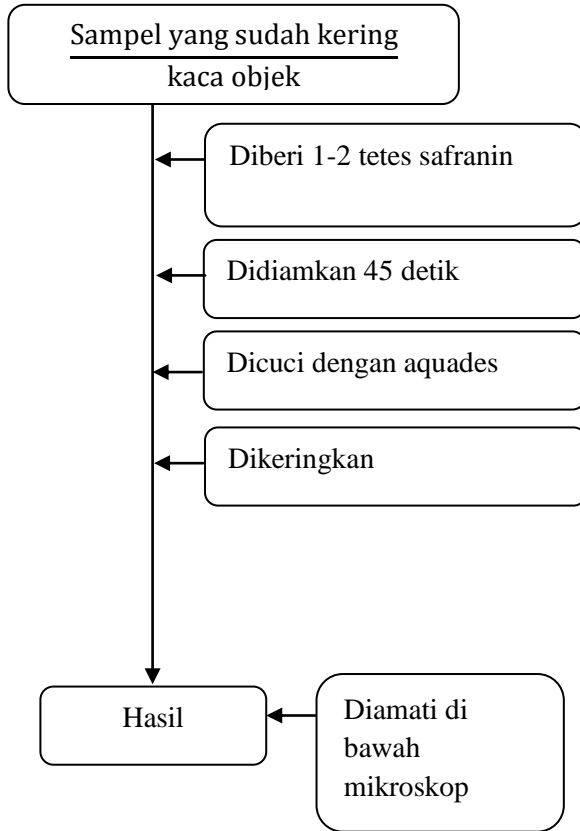 Sampel yang sudah kering
kaca objek
Diberi 1-2 tetes safranin
Didiamkan 45 detik
Dicuci dengan aquades
Dikeringkan
Hasil
Diamati di
bawah
mikroskop